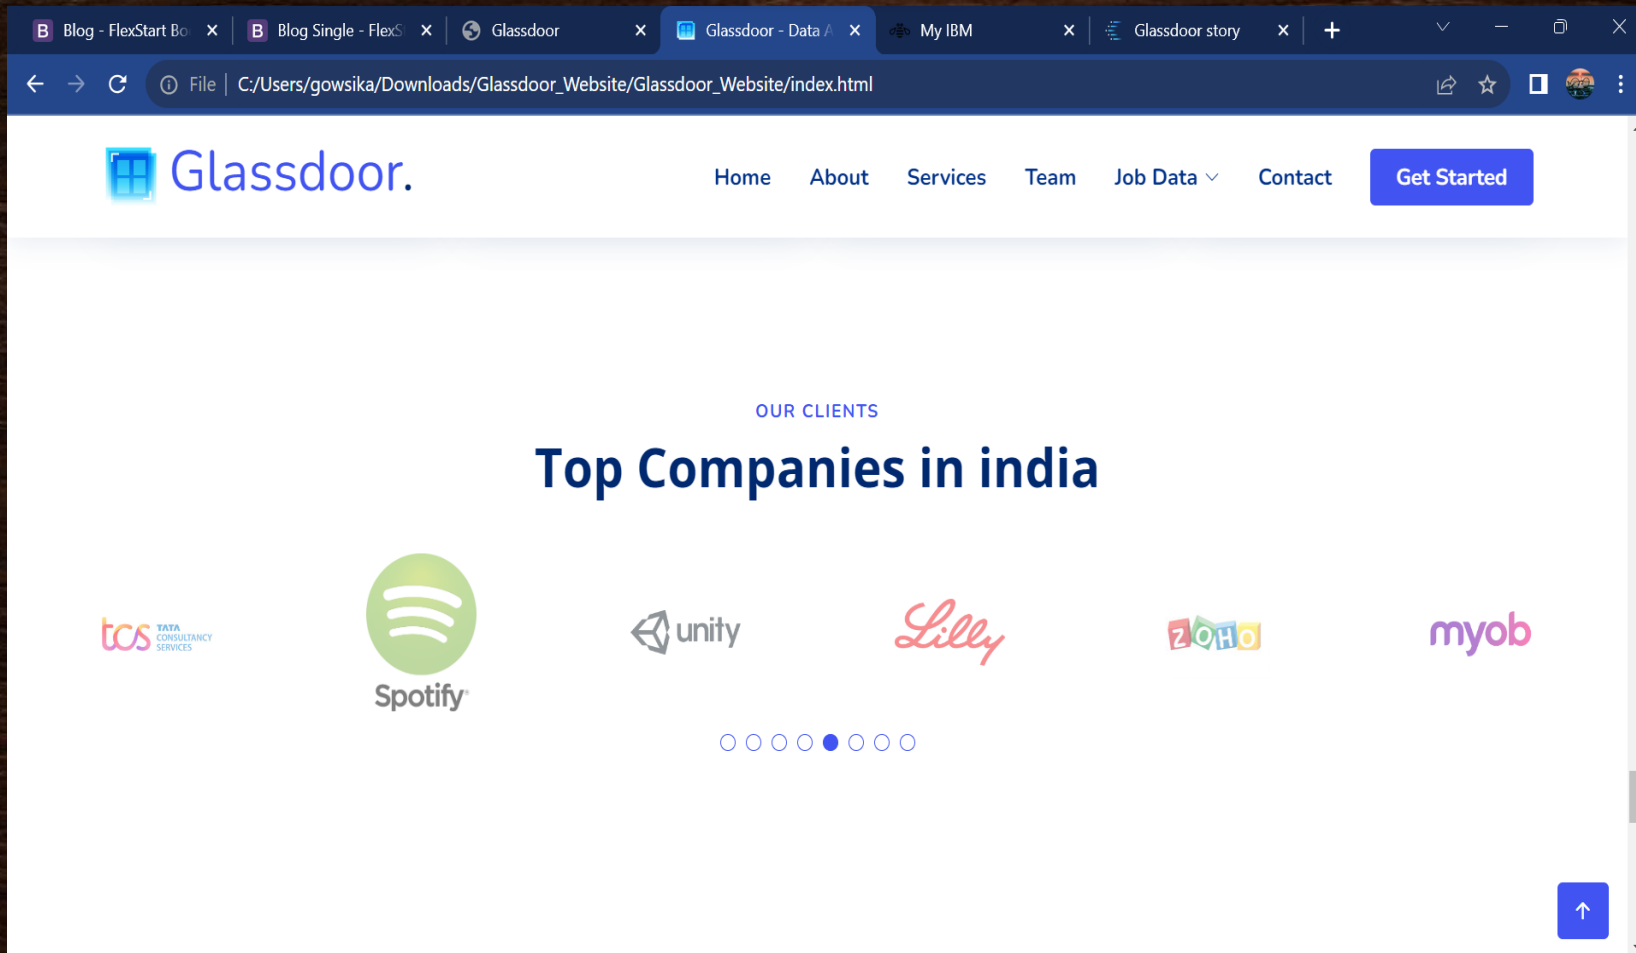 B Blog - FlexStart Bo
B Blog Single - FlexS
Glassdoor
Glassdoor - Data A
My IBM
Glassdoor story
File C:/Users/gowsika/Downloads/Glassdoor_Website/Glassdoor_Website/index.html
Glassdoor.
Home About Services Team Job Data Contact Get Started
OUR CLIENTS
Top Companies in india
tcs TATA
CONSULTANCY
SERVICES
Spotify®
unity
Lilly
ZOHO
myob